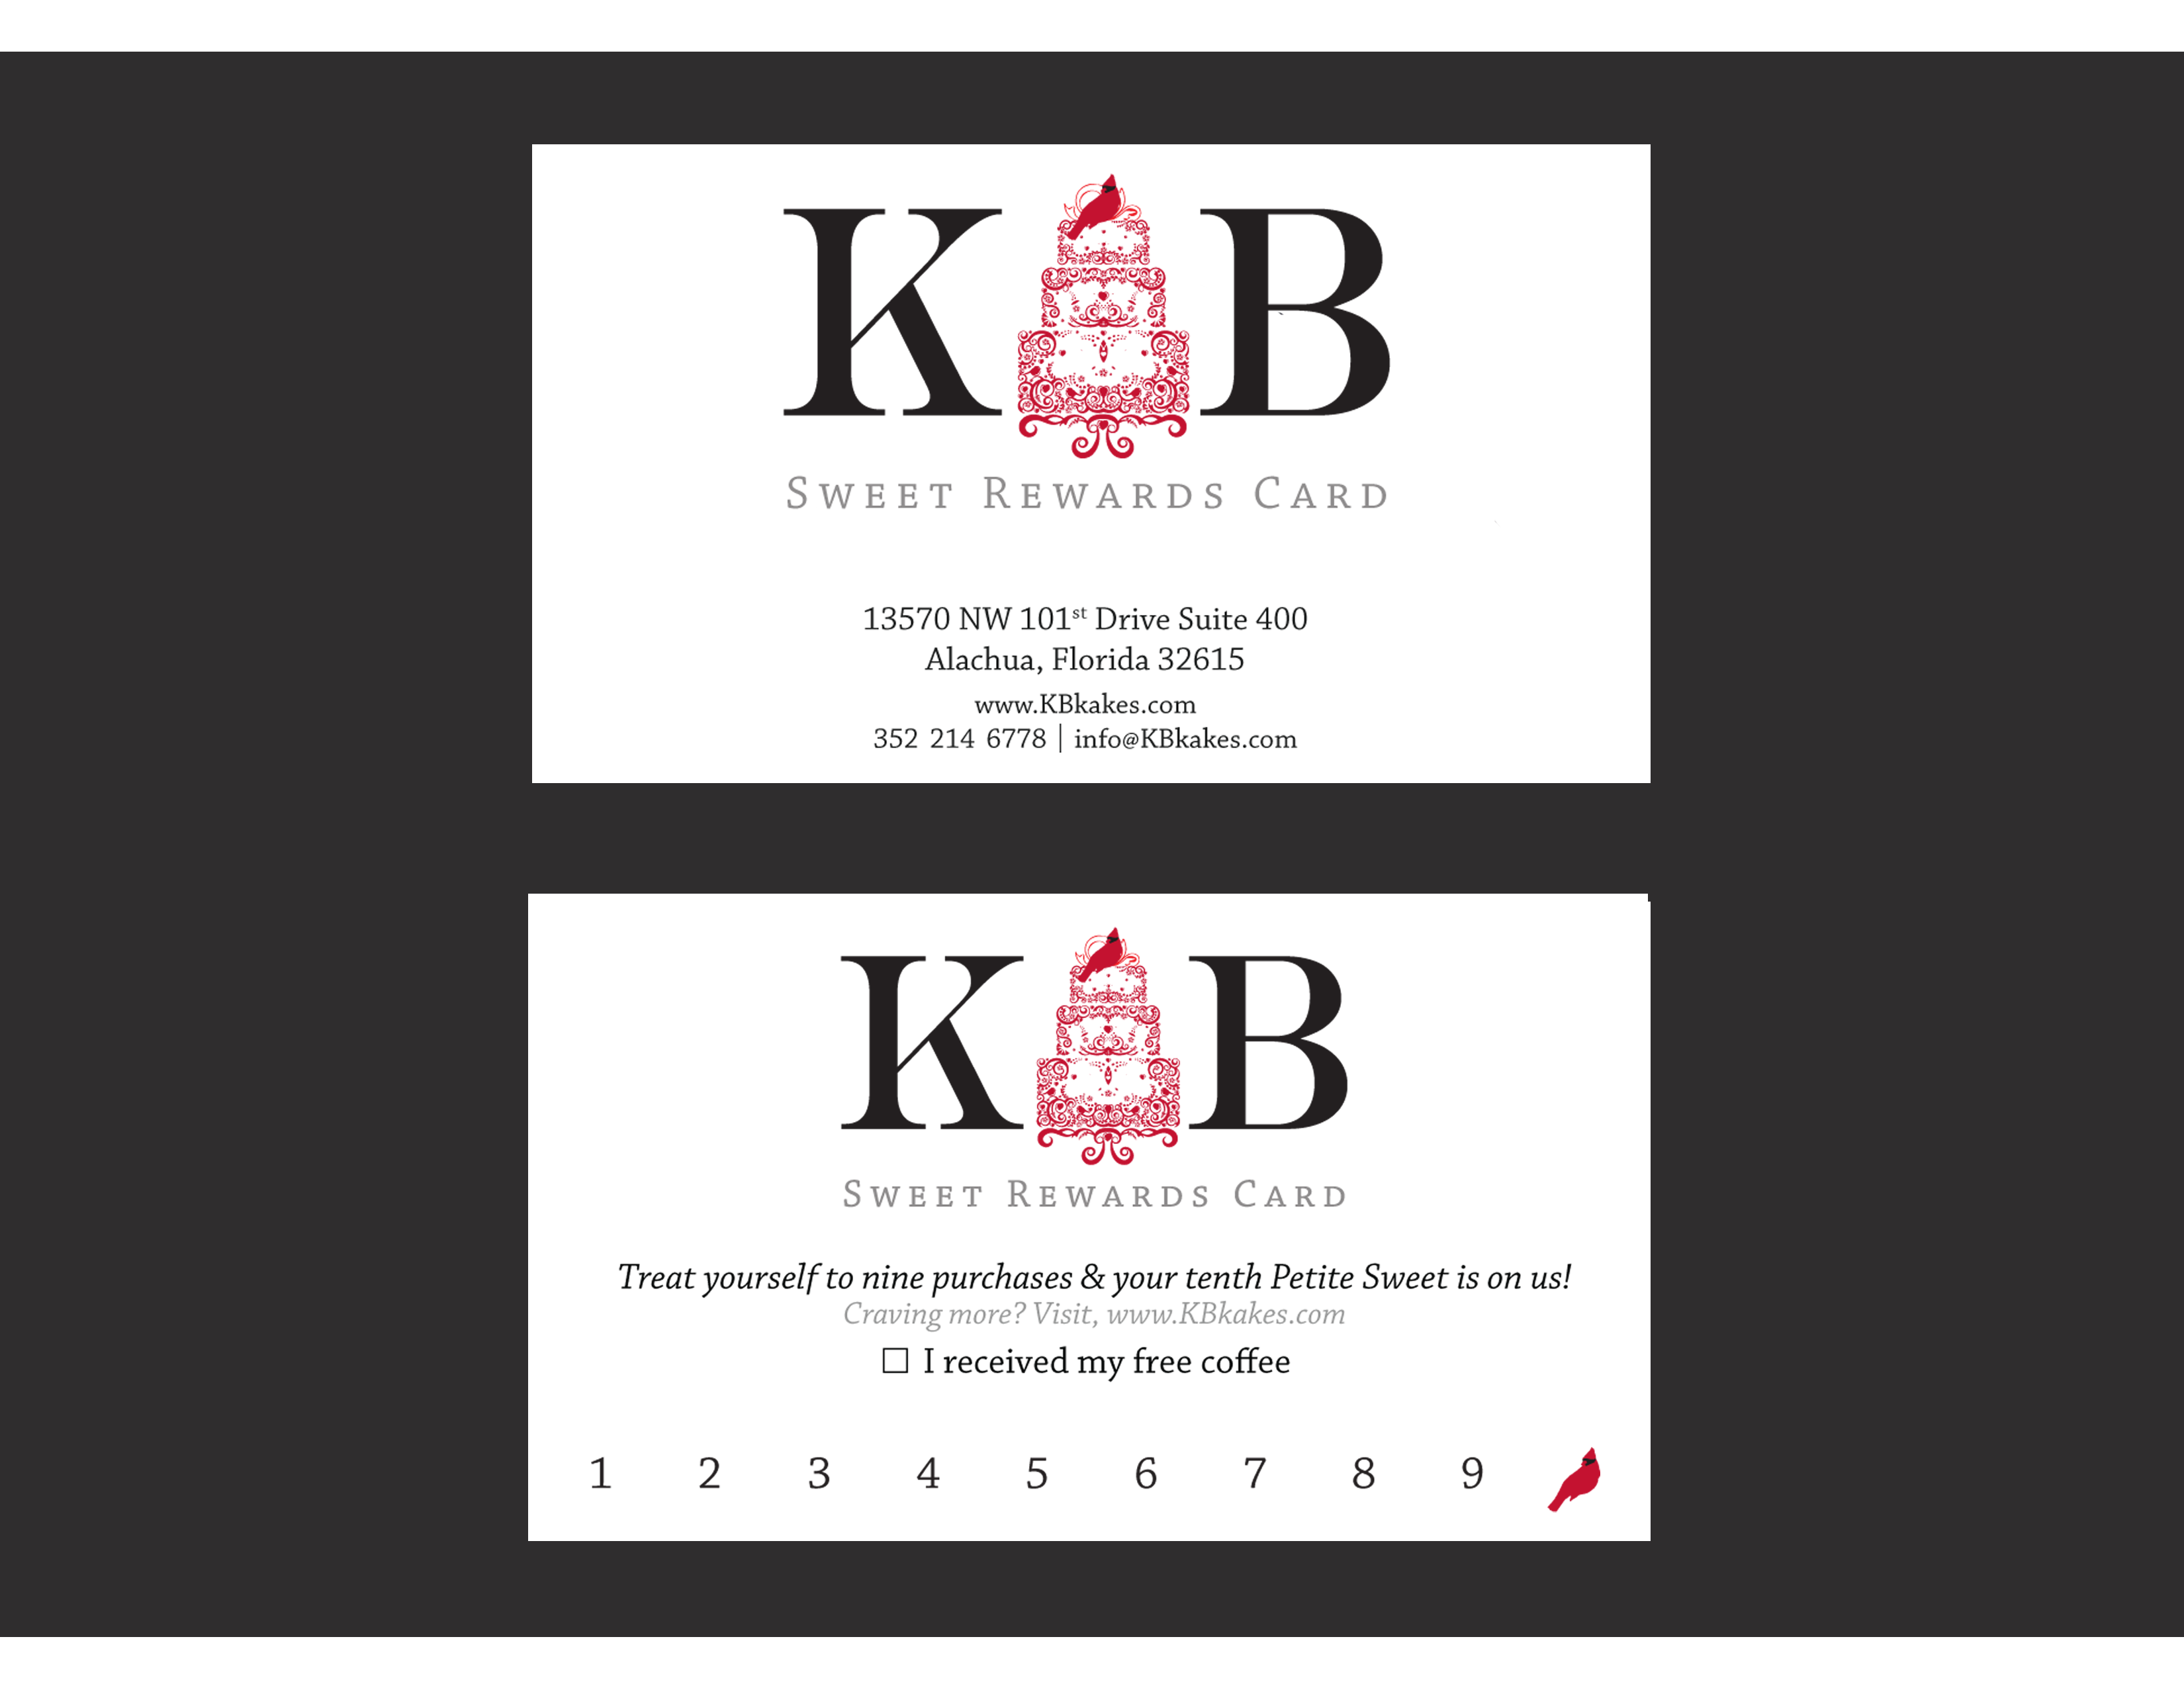 K B
Sweet Rewards Card
13570 NW 101st Drive Suite 400
Alachua, Florida 32615
www.KBkakes.com
352 214 6778 | info@KBkakes.com
K B
Sweet Rewards Card
Treat yourself to nine purchases & your tenth Petite Sweet is on us!
Craving more? Visit, www.KBkakes.com
☐ I received my free coffee
1 2 3 4 5 6 7 8 9